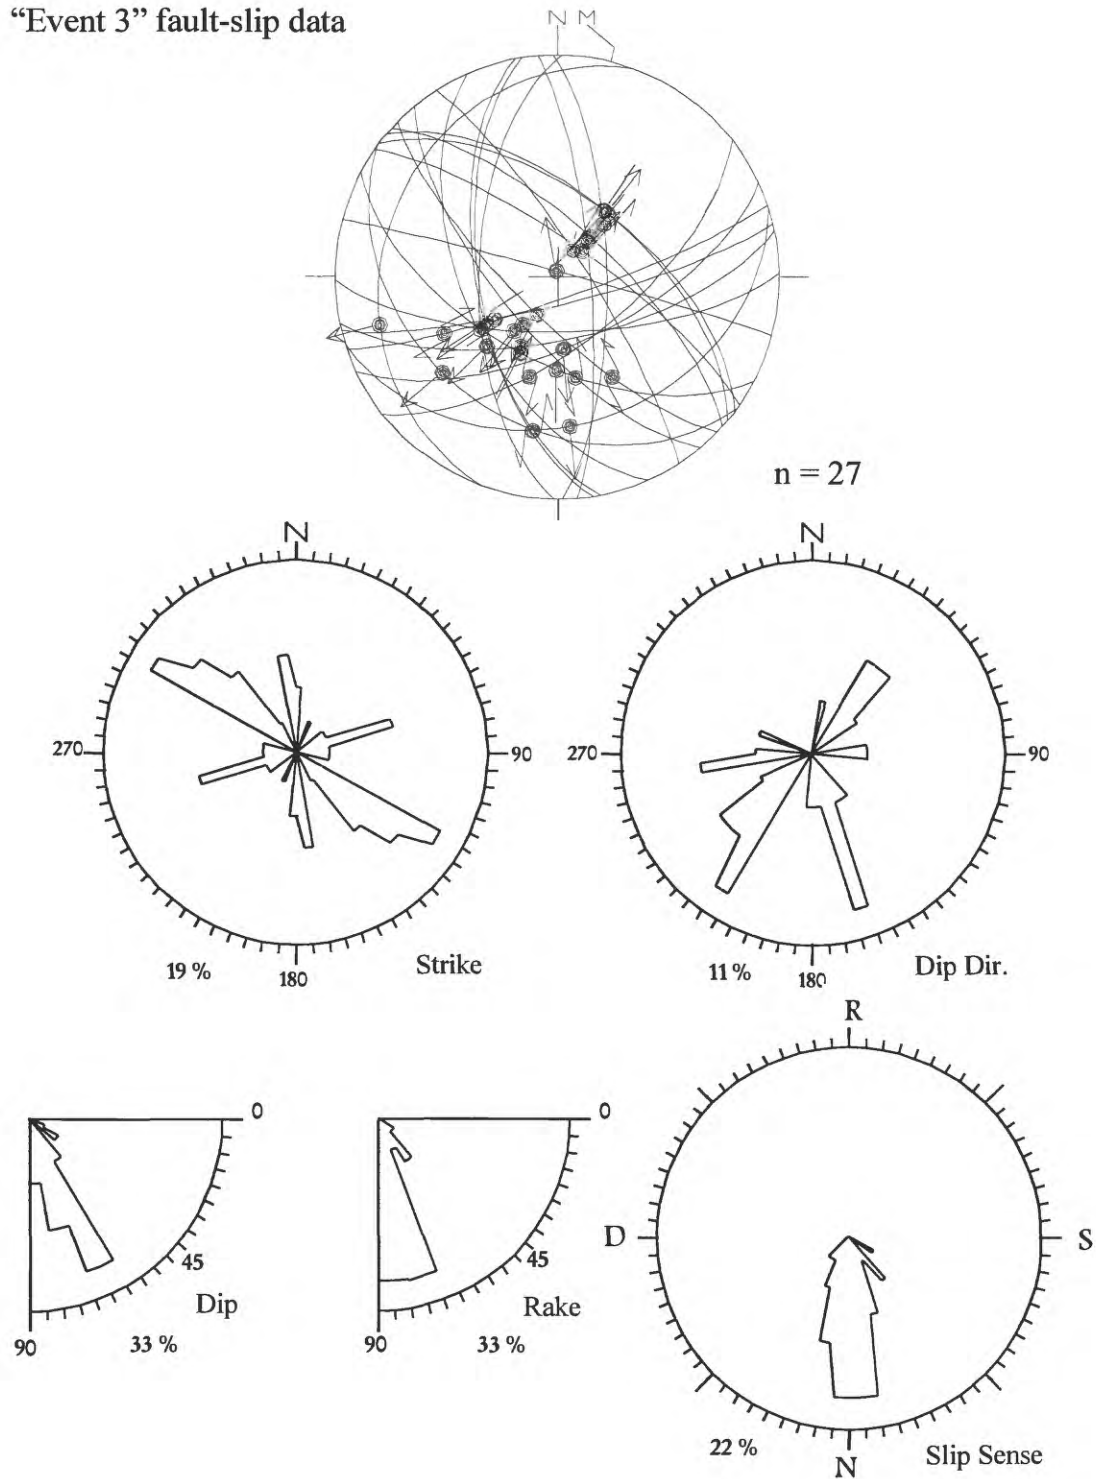 “Event 3” fault-slip data
N M
n = 27
N
N
270
90
270
90
19 %
180
Strike
11 %
180
Dip Dir.
R
0
0
D
S
45
45
Dip
Rake
90
33 %
90
33 %
22 %
N
Slip Sense